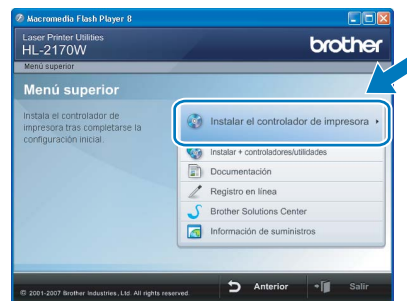 Macromedia Flash Player 8
Laser Printer Utilities
HL-2170W
brother
Menú superior
Menú superior
Instala el controlador de
impresora tras completarse la
configuración inicial.
Instalar el controlador de impresora
Instalar + controladores/utilidades
Documentación
Registro en línea
Brother Solutions Center
Información de suministros
© 2001-2007 Brother Industries, Ltd. All rights reserved.
Anterior
Salir